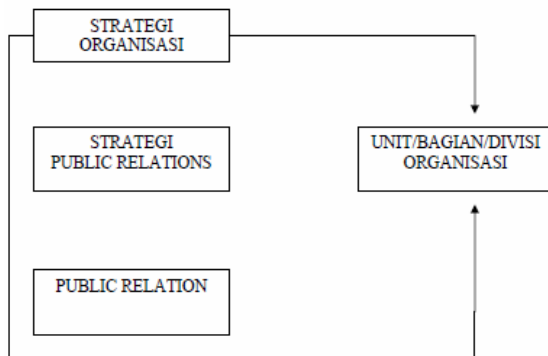 STRATEGI
ORGANISASI
STRATEGI
PUBLIC RELATIONS
UNIT/BAGIAN/DIVISI
ORGANISASI
PUBLIC RELATION